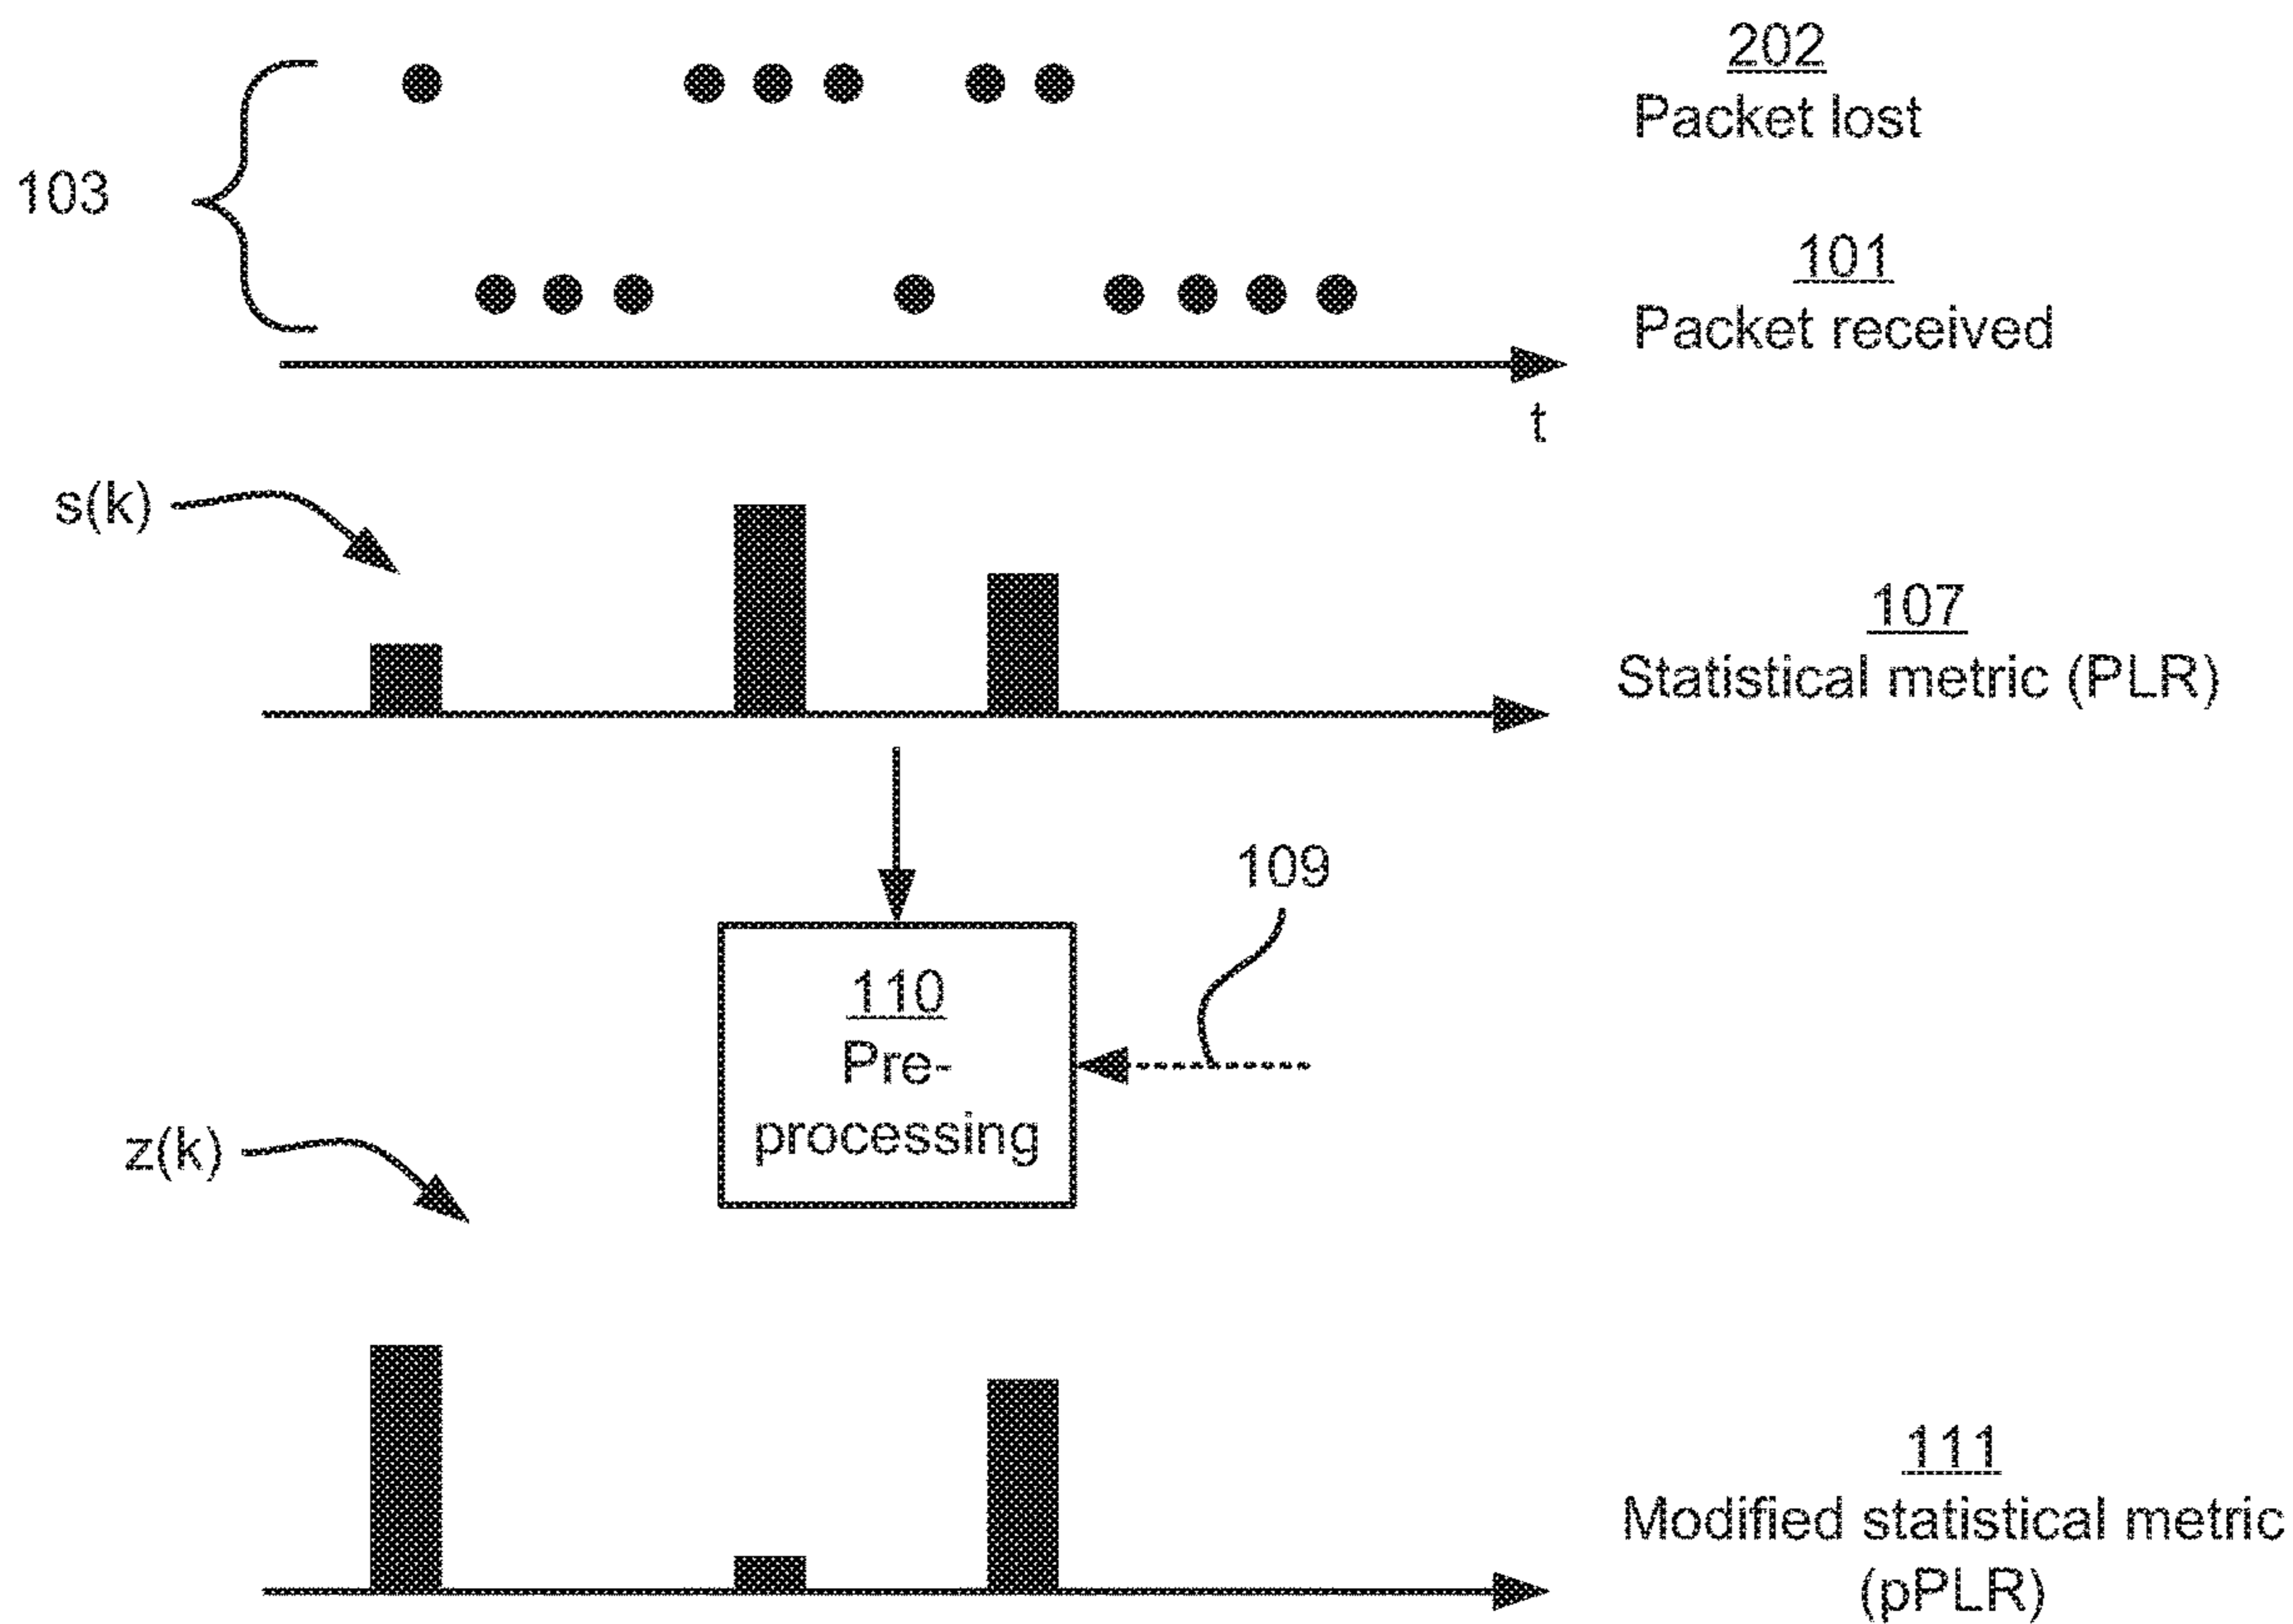 202
Packet lost
103
101
Packet received
t
s(k)
107
Statistical metric (PLR)
109
110
Pre-
processing
z(k)
111
Modified statistical metric
(pPLR)